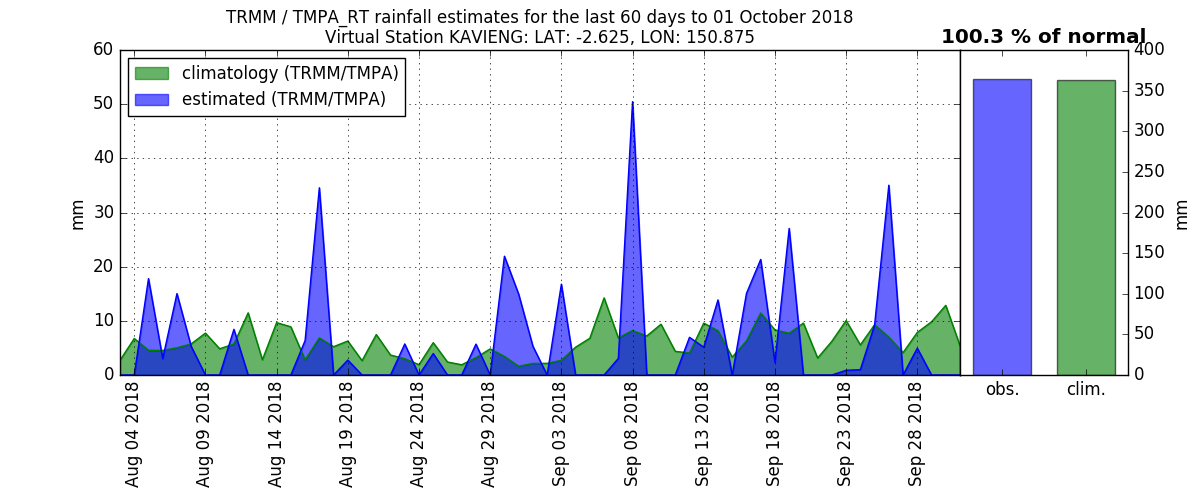 TRMM / TMPA_RT rainfall estimates for the last 60 days to 01 October 2018
Virtual Station KAVIENG: LAT: -2.625, LON: 150.875
100.3 % of normal
climatology (TRMM/TMPA)
estimated (TRMM/TMPA)
60
50
40
30
20
10
0
mm
Aug 04 2018
Aug 09 2018
Aug 14 2018
Aug 19 2018
Aug 24 2018
Aug 29 2018
Sep 03 2018
Sep 08 2018
Sep 13 2018
Sep 18 2018
Sep 23 2018
Sep 28 2018
400
350
300
250
200
150
100
50
0
mm
obs.
clim.